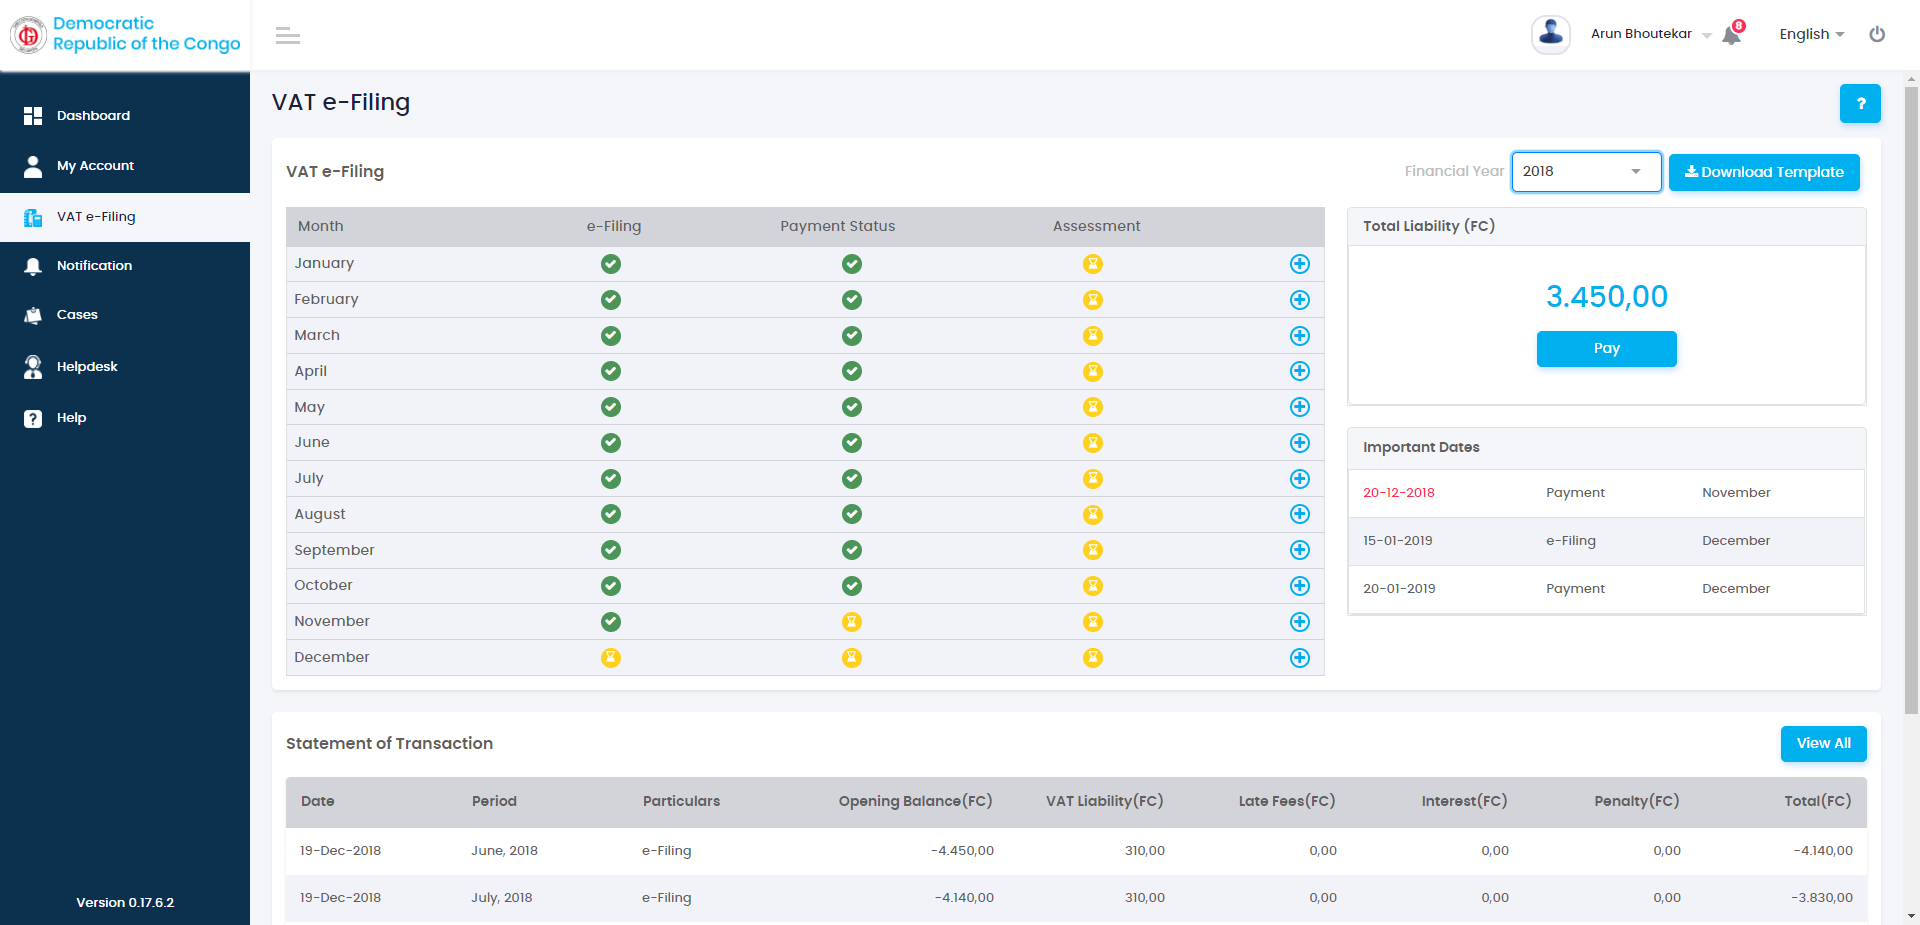 Democratic
Republic of the Congo
Arun Bhoutekar
8
English
Dashboard
My Account
VAT e-Filing
Notification
Cases
Helpdesk
? Help
Version 0.17.6.2
VAT e-Filing
?
VAT e-Filing
Financial Year 2018 Download Template
Month e-Filing Payment Status Assessment
January
February
March
April
May
June
July
August
September
October
November
December
Total Liability (FC)
3.450,00
Pay
Important Dates
20-12-2018 Payment November
15-01-2019 e-Filing December
20-01-2019 Payment December
Statement of Transaction
View All
Date Period Particulars Opening Balance(FC) VAT Liability(FC) Late Fees(FC) Interest(FC) Penalty(FC) Total(FC)
19-Dec-2018 June, 2018 e-Filing -4.450,00 310,00 0,00 0,00 0,00 -4.140,00
19-Dec-2018 July, 2018 e-Filing -4.140,00 310,00 0,00 0,00 0,00 -3.830,00